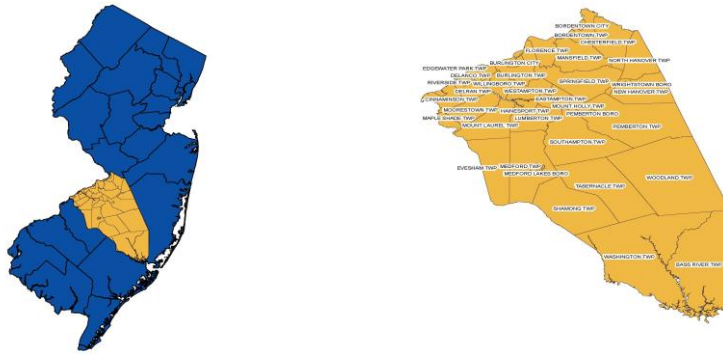 BORDENTOWN CITY
BORDENTOWN TWP.
CHESTERFIELD TWP.
FLORENCE TWP.
MANSFIELD TWP.
NORTH HANOVER TWP.
BURLINGTON CITY
EDGEWATER PARK TWP.
DELANCO TWP.
BURLINGTON TWP.
RIVERSIDE TWP.
WILLINGBORO TWP.
SPRINGFIELD TWP.
WRIGHTSTOWN BORO
DELRAN TWP.
WESTAMPTON TWP.
NEW HANOVER TWP.
CINNAMINSON TWP.
EASTAMPTON TWP.
MOORESTOWN TWP.
HAINESPORT TWP.
MOUNT HOLLY TWP.
PEMBERTON BORO
MAPLE SHADE TWP.
LUMBERTON TWP.
MOUNT LAUREL TWP.
PEMBERTON TWP.
SOUTHAMPTON TWP.
EVESHAM TWP.
MEDFORD TWP.
MEDFORD LAKES BORO
WOODLAND TWP.
TABERNACLE TWP.
SHAMONG TWP.
WASHINGTON TWP.
BASS RIVER TWP.